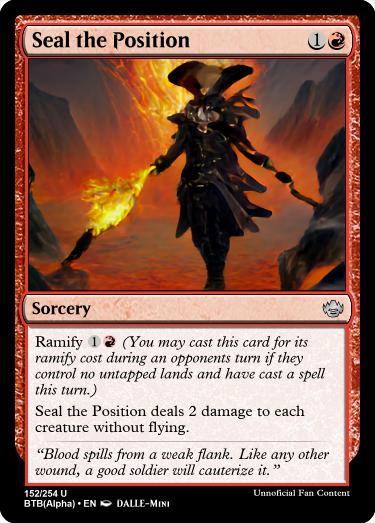 Seal the Position 1
Sorcery
Ramify 1 (You may cast this card for its
ramify cost during an opponents turn if they
control no untapped lands and have cast a spell
this turn.)
Seal the Position deals 2 damage to each
creature without flying.
“Blood spills from a weak flank. Like any other
wound, a good soldier will cauterize it.”
152/254 U
Unnofficial Fan Content
BTB(Alpha) • EN DALLE-Mini